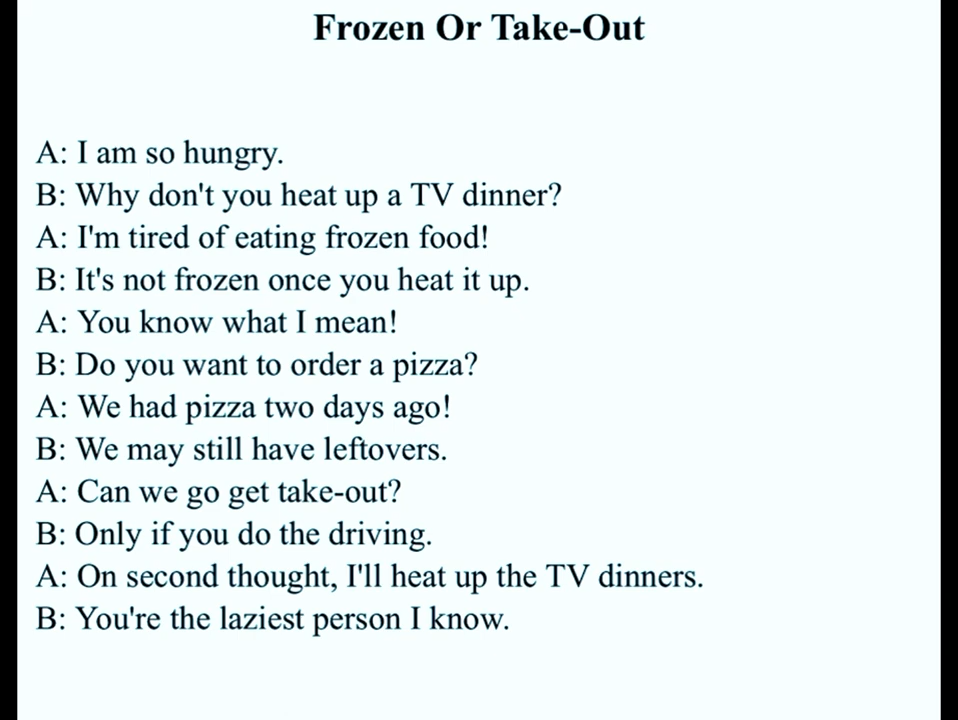 Frozen Or Take-Out
A: I am so hungry.
B: Why don't you heat up a TV dinner?
A: I'm tired of eating frozen food!
B: It's not frozen once you heat it up.
A: You know what I mean!
B: Do you want to order a pizza?
A: We had pizza two days ago!
B: We may still have leftovers.
A: Can we go get take-out?
B: Only if you do the driving.
A: On second thought, I'll heat up the TV dinners.
B: You're the laziest person I know.